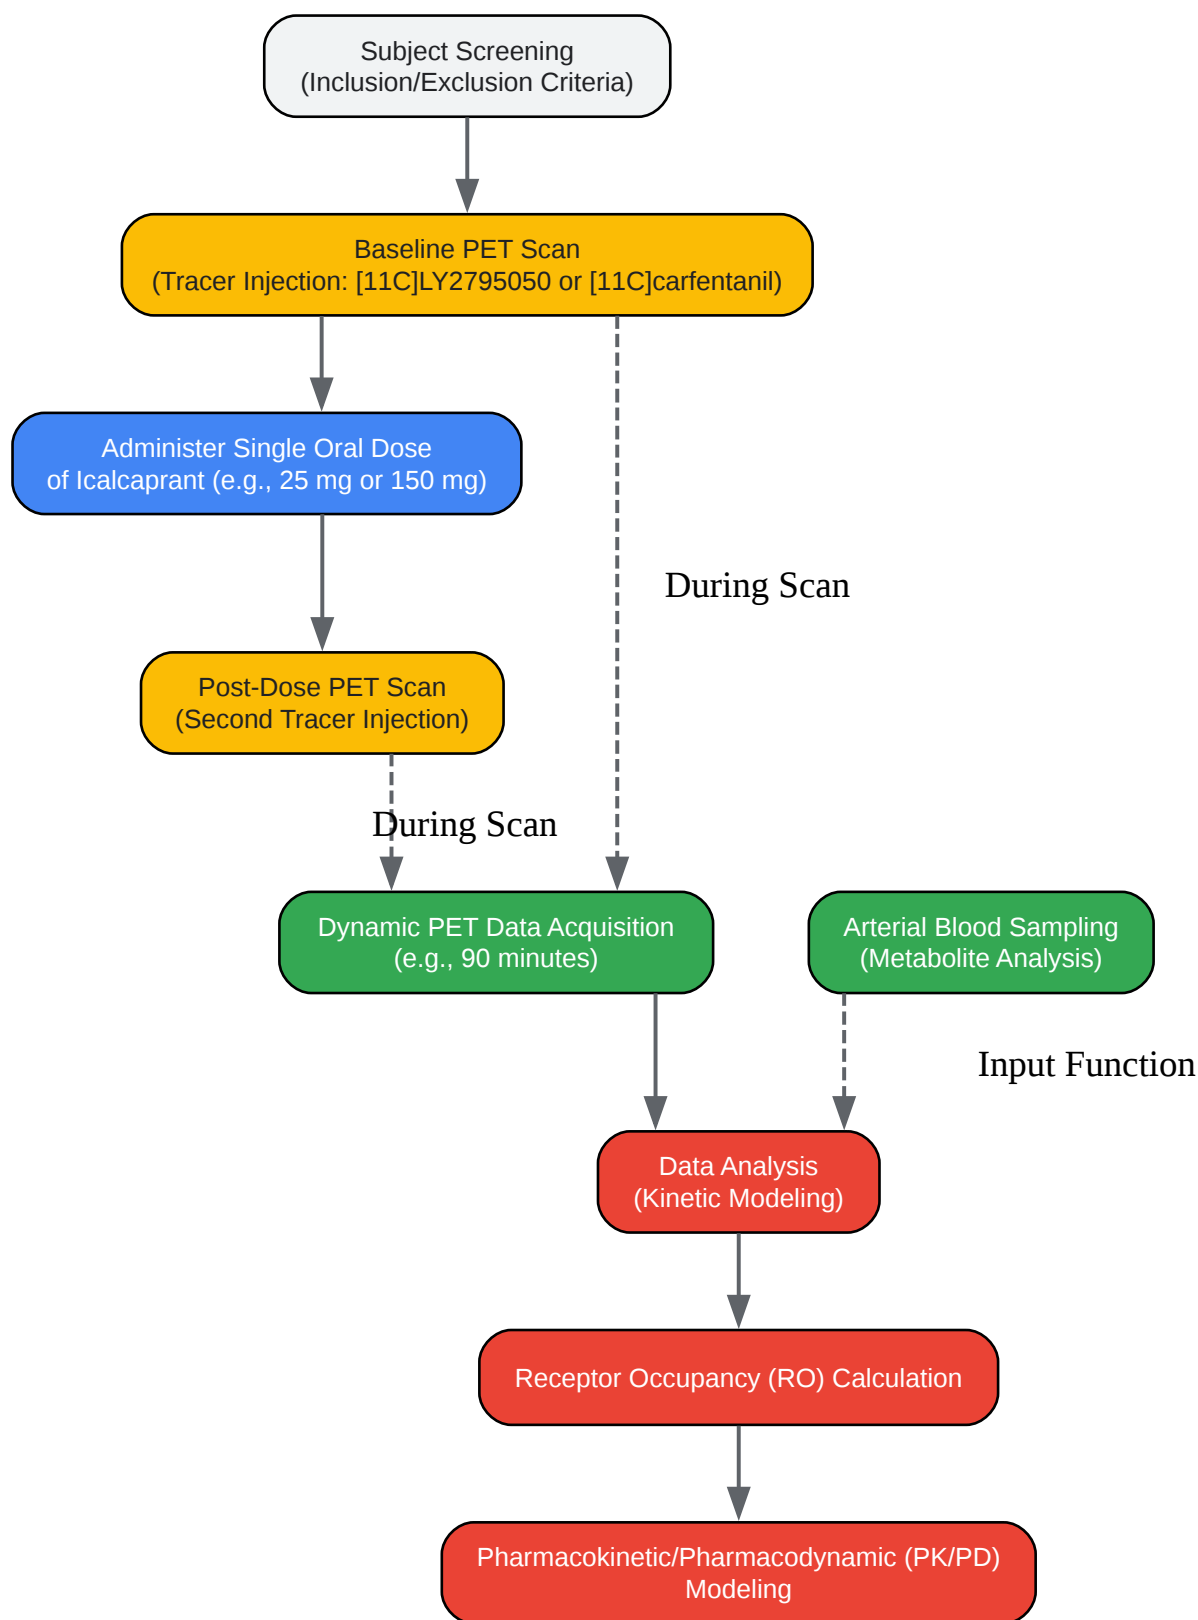 Subject Screening
(Inclusion/Exclusion Criteria)
Baseline PET Scan
(Tracer Injection: [11C]LY2795050 or [11C]carfentanil)
Administer Single Oral Dose
of Icalcaprant (e.g., 25 mg or 150 mg)
During Scan
Post-Dose PET Scan
(Second Tracer Injection)
During Scan
Dynamic PET Data Acquisition
(e.g., 90 minutes)
Arterial Blood Sampling
(Metabolite Analysis)
Input Function
Data Analysis
(Kinetic Modeling)
Receptor Occupancy (RO) Calculation
Pharmacokinetic/Pharmacodynamic (PK/PD)
Modeling